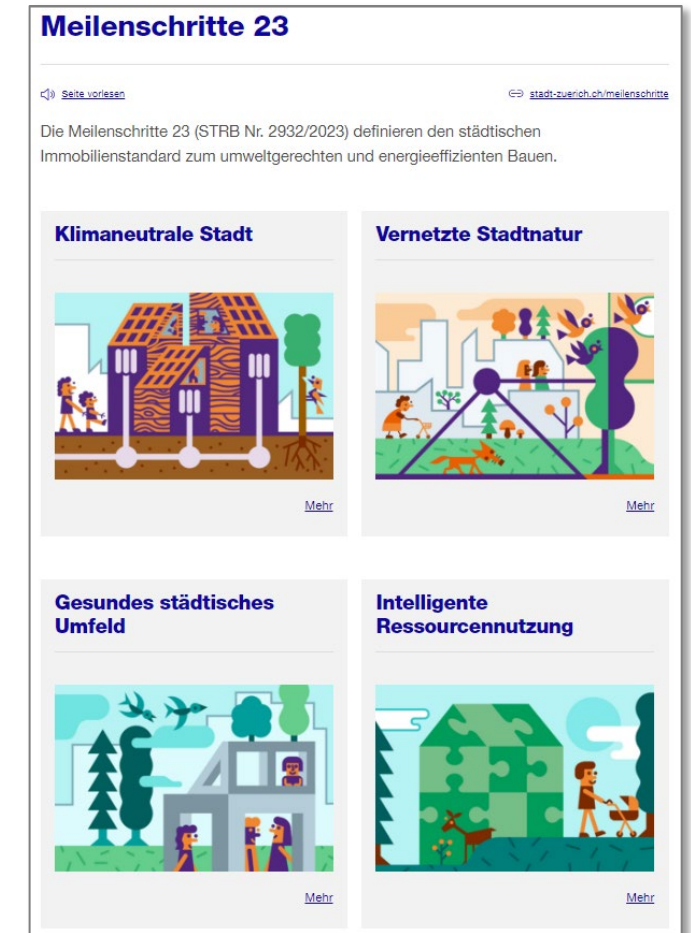 Meilenschritte 23
Seite vorlesen
stadt-zuerich.ch/meilenschritte
Die Meilenschritte 23 (STRB Nr. 2932/2023) definieren den städtischen
Immobilienstandard zum umweltgerechten und energieeffizienten Bauen.
Klimaneutrale Stadt
Mehr
Vernetzte Stadtnatur
Mehr
Gesundes städtisches
Umfeld
Mehr
Intelligente
Ressourcennutzung
Mehr